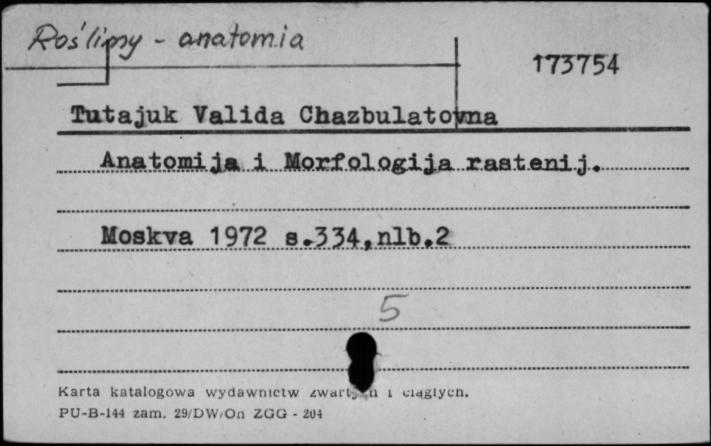 Rośliny - anatomia
173754
Tutajuk Valida Chazbulatovna
Anatomija i Morfologija rastenij.
Moskva 1972 s.334,nlb.2
5
Karta katalogowa wydawnictw i ciągłych.
PU-B-144 zam. 29/DW/On ZGG - 204